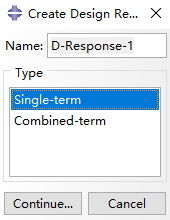 Create Design Re...
Name: D-Response-1
Type
Single-term
Combined-term
Continue... Cancel